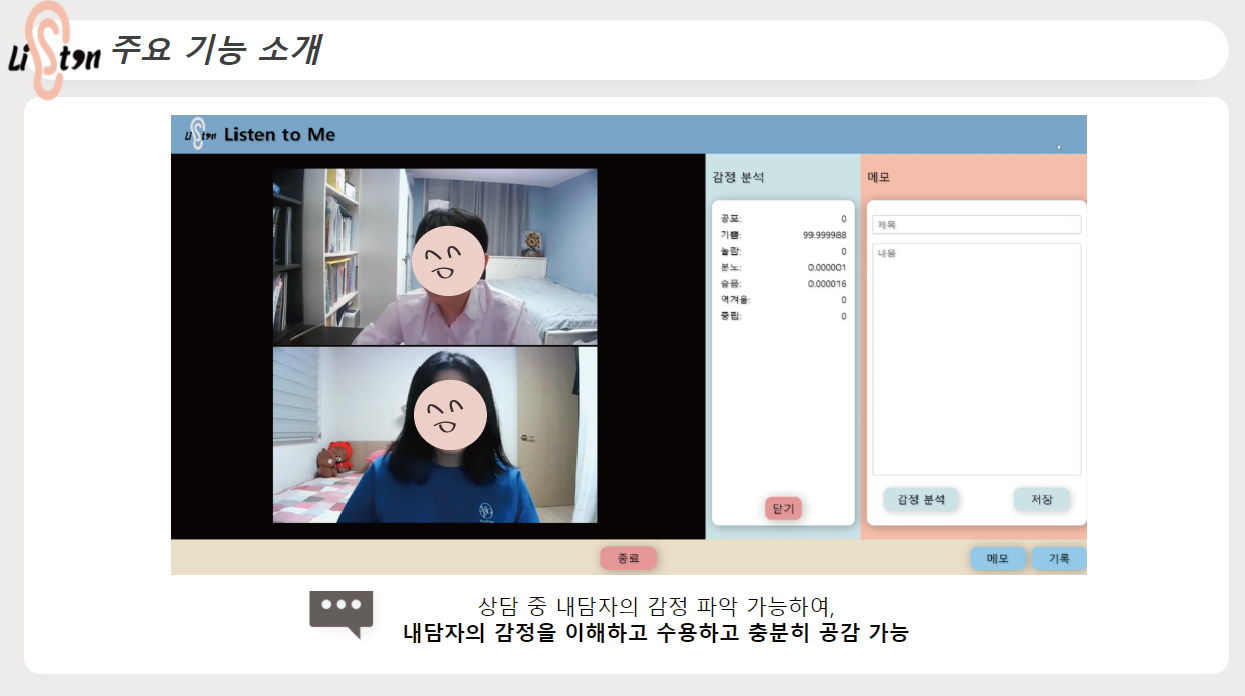 Liston 주요 기능 소개
Liston Listen to Me
감정 분석
공포: 0
기쁨: 99.999988
놀람: 0
분노: 0.000001
슬픔: 0.000016
역겨움: 0
중립: 0
닫기
메모
제목
내용
감정 분석 저장
종료
메모 기록
상담 중 내담자의 감정 파악 가능하여,
내담자의 감정을 이해하고 수용하고 충분히 공감 가능